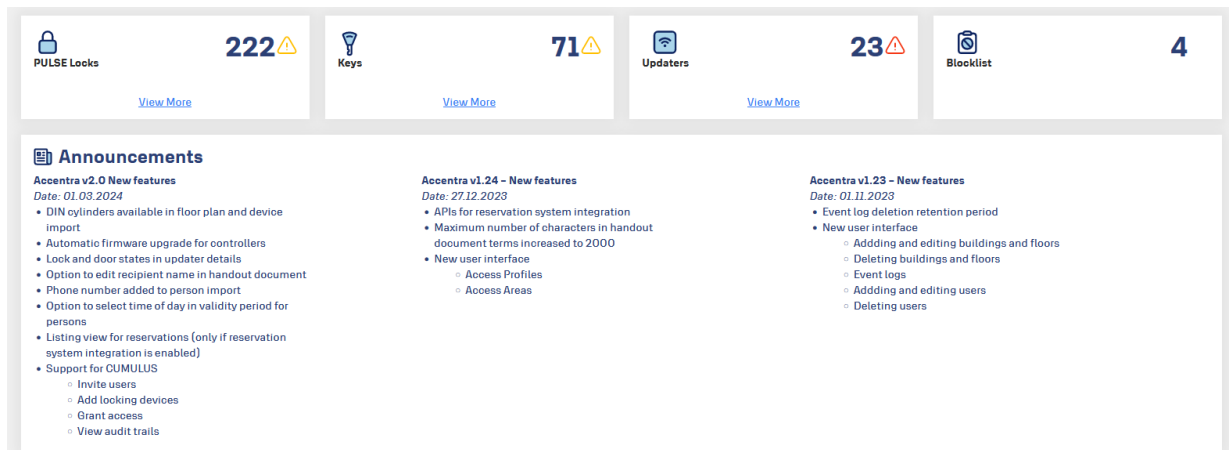 222
PULSE Locks
View More
71
Keys
View More
23
Updaters
View More
4
Blocklist
Announcements
Accentra v2.0 New features
Date: 01.03.2024
• DIN cylinders available in floor plan and device
import
• Automatic firmware upgrade for controllers
• Lock and door states in updater details
• Option to edit recipient name in handout document
• Phone number added to person import
• Option to select time of day in validity period for
persons
• Listing view for reservations (only if reservation
system integration is enabled)
• Support for CUMULUS
◦ Invite users
◦ Add locking devices
◦ Grant access
◦ View audit trails
Accentra v1.24 – New features
Date: 27.12.2023
• APIs for reservation system integration
• Maximum number of characters in handout
document terms increased to 2000
• New user interface
◦ Access Profiles
◦ Access Areas
Accentra v1.23 – New features
Date: 01.11.2023
• Event log deletion retention period
• New user interface
◦ Addding and editing buildings and floors
◦ Deleting buildings and floors
◦ Event logs
◦ Addding and editing users
◦ Deleting users